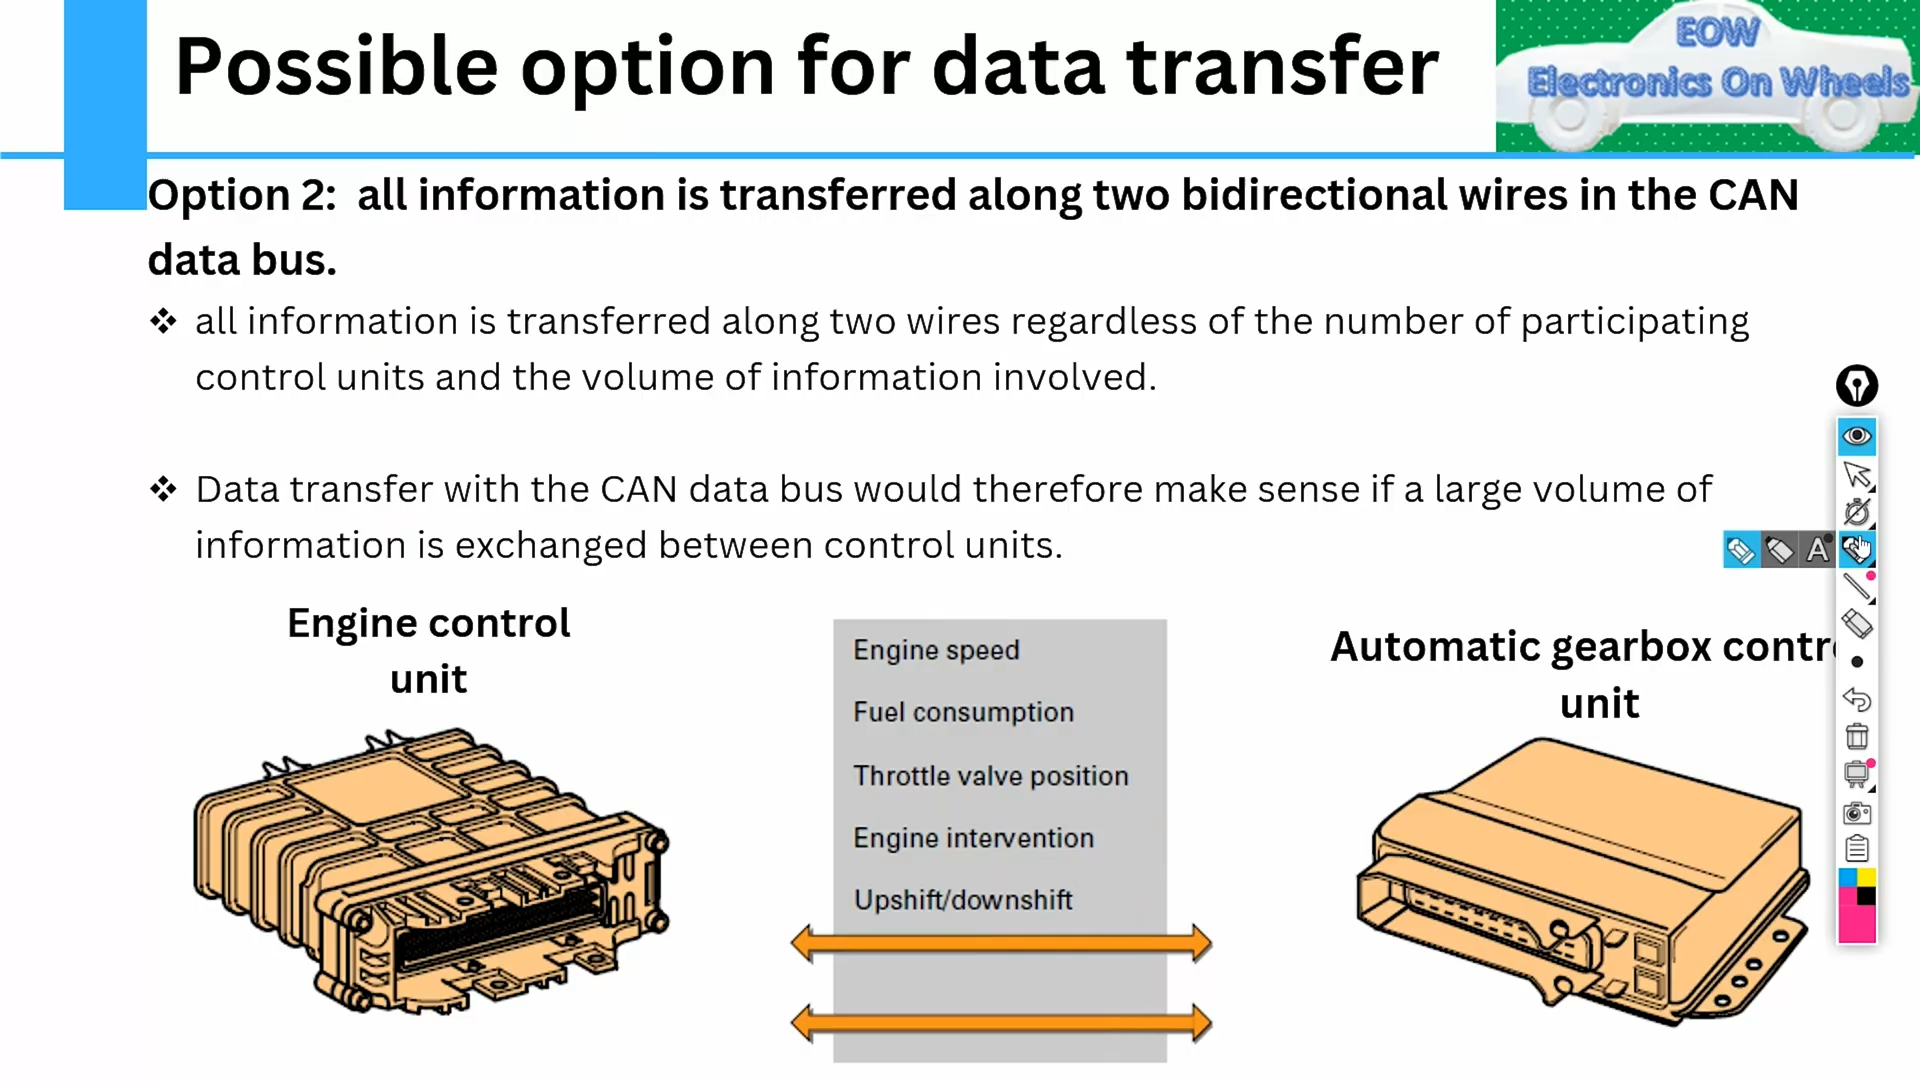 Possible option for data transfer
EOW
Electronics On Wheels
Option 2: all information is transferred along two bidirectional wires in the CAN
data bus.
❖ all information is transferred along two wires regardless of the number of participating
control units and the volume of information involved.
❖ Data transfer with the CAN data bus would therefore make sense if a large volume of
information is exchanged between control units.
A
Engine control
unit
Engine speed
Fuel consumption
Throttle valve position
Engine intervention
Upshift/downshift
Automatic gearbox contr
unit